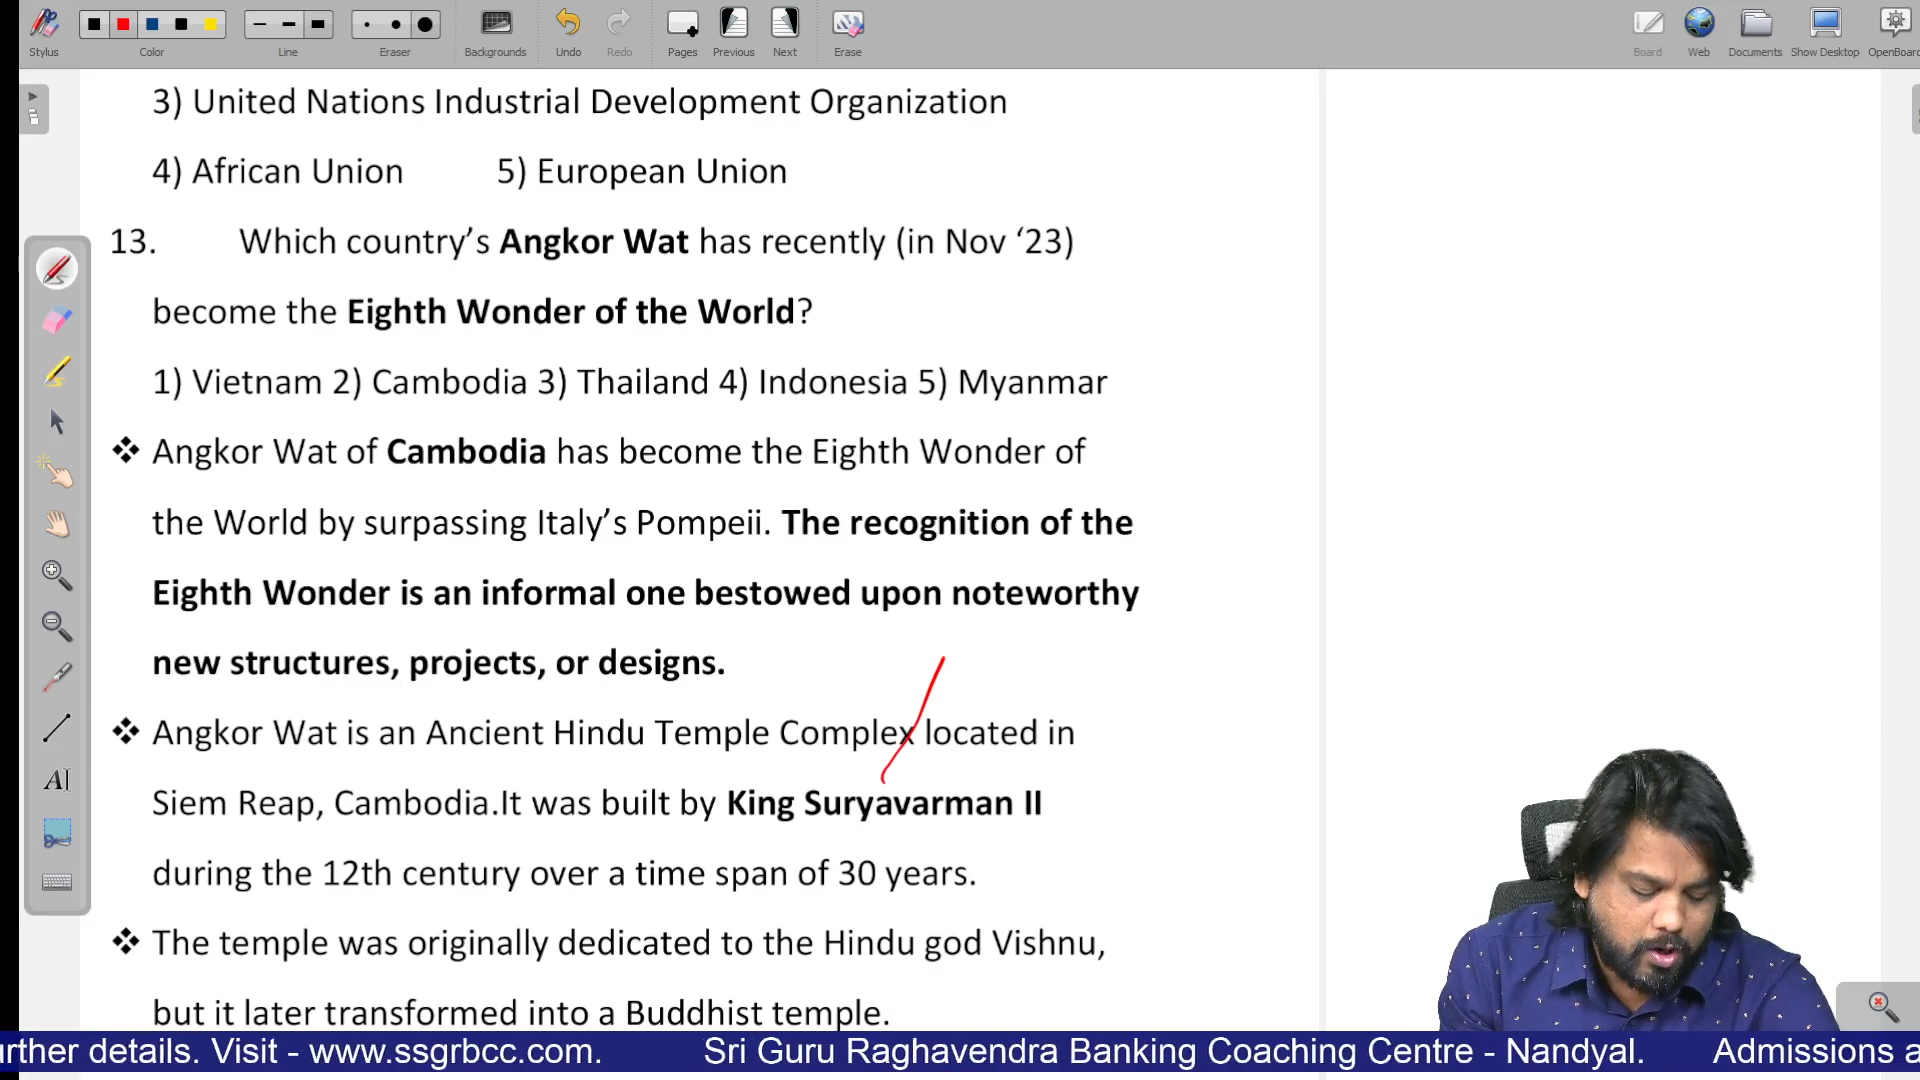 Stylus
Color
Line
Eraser
Backgrounds
Undo
Redo
Pages
Previous
Next
Erase
Board
Web
Documents
Show Desktop
OpenBoar
3) United Nations Industrial Development Organization
4) African Union 5) European Union
13. Which country’s Angkor Wat has recently (in Nov ‘23)
become the Eighth Wonder of the World?
1) Vietnam 2) Cambodia 3) Thailand 4) Indonesia 5) Myanmar
❖ Angkor Wat of Cambodia has become the Eighth Wonder of
the World by surpassing Italy’s Pompeii. The recognition of the
Eighth Wonder is an informal one bestowed upon noteworthy
new structures, projects, or designs.
❖ Angkor Wat is an Ancient Hindu Temple Complex located in
Siem Reap, Cambodia.It was built by King Suryavarman II
during the 12th century over a time span of 30 years.
❖ The temple was originally dedicated to the Hindu god Vishnu,
but it later transformed into a Buddhist temple.
urther details. Visit - www.ssgrbcc.com. Sri Guru Raghavendra Banking Coaching Centre - Nandyal. Admissions a